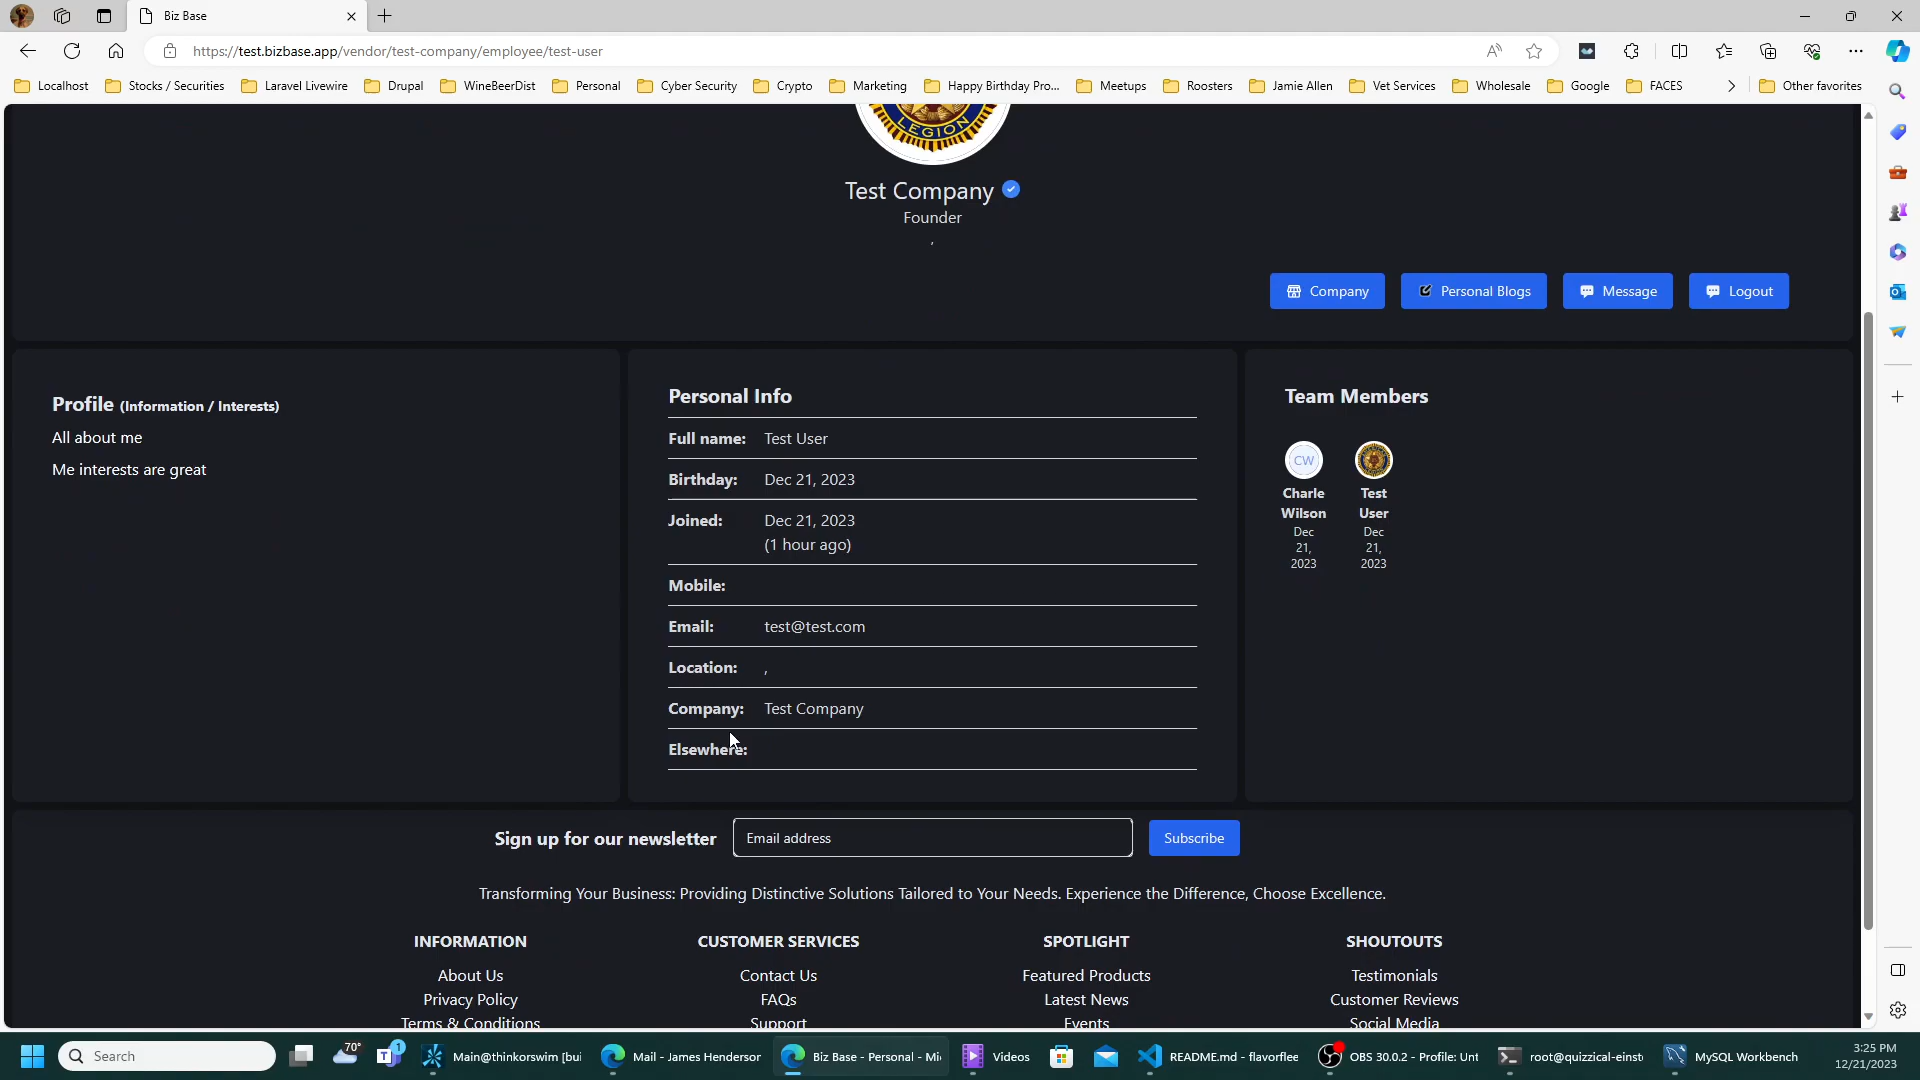 Biz Base
https://test.bizbase.app/vendor/test-company/employee/test-user
Localhost
Stocks / Securities
Laravel Livewire
Drupal
WineBeerDist
Personal
Cyber Security
Crypto
Marketing
Happy Birthday Pro...
Meetups
Roosters
Jamie Allen
Vet Services
Wholesale
Google
FACES
Other favorites
LEGION
Test Company
Founder
,
Company
Personal Blogs
Message
Logout
Profile (Information / Interests)
All about me
Me interests are great
Personal Info
Full name: Test User
Birthday: Dec 21, 2023
Joined: Dec 21, 2023
(1 hour ago)
Mobile:
Email: test@test.com
Location: ,
Company: Test Company
Elsewhere:
Team Members
CW
Charle
Wilson
Dec
21,
2023
Test
User
Dec
21,
2023
Sign up for our newsletter
Email address
Subscribe
Transforming Your Business: Providing Distinctive Solutions Tailored to Your Needs. Experience the Difference, Choose Excellence.
INFORMATION
About Us
Privacy Policy
Terms & Conditions
CUSTOMER SERVICES
Contact Us
FAQs
Support
SPOTLIGHT
Featured Products
Latest News
Events
SHOUTOUTS
Testimonials
Customer Reviews
Social Media
Search
70°
1
Main@thinkorswim [bui
Mail - James Henderson
Biz Base - Personal - Mi
Videos
README.md - flavorflee
OBS 30.0.2 - Profile: Unt
root@quizzical-einst
MySQL Workbench
3:25 PM
12/21/2023